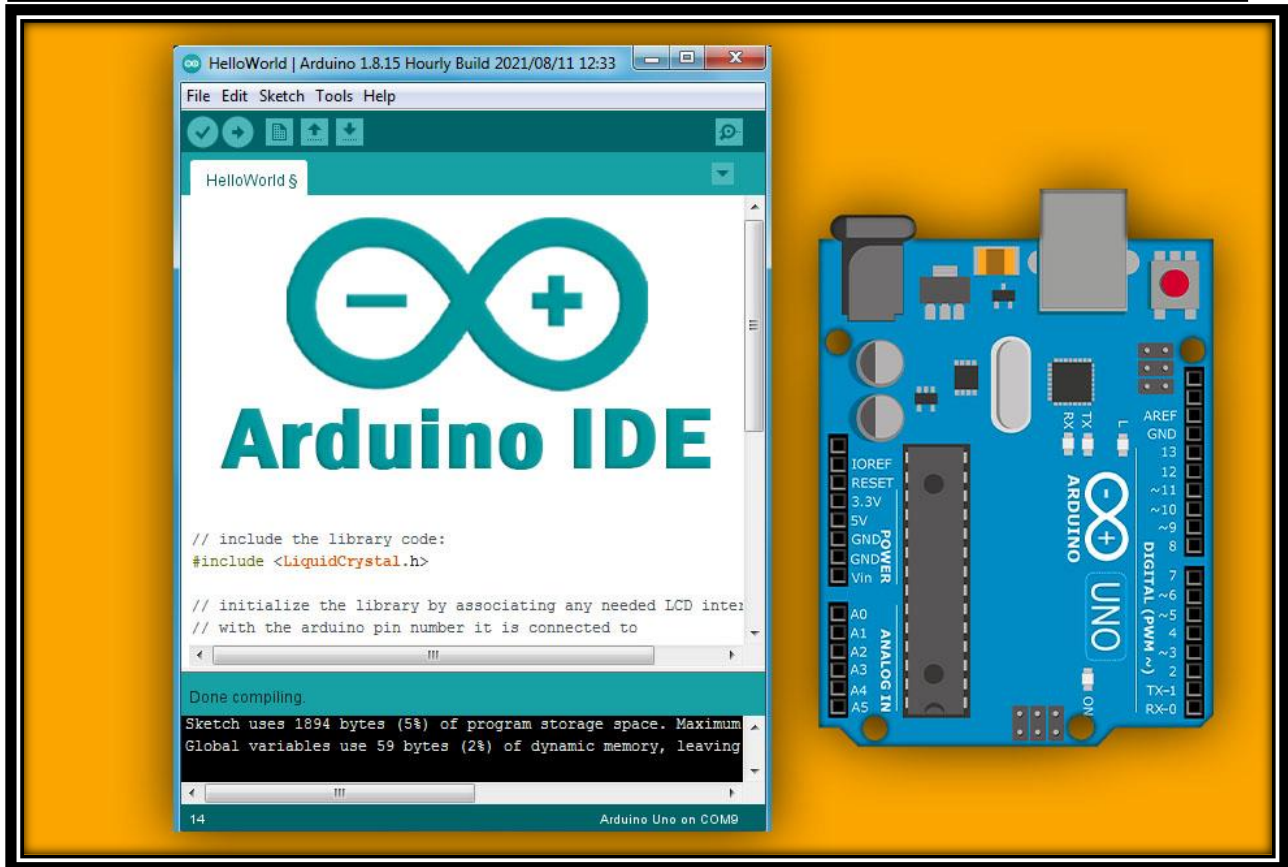 HelloWorld | Arduino 1.8.15 Hourly Build 2021/08/11 12:33
File Edit Sketch Tools Help
HelloWorld §
Arduino IDE
// include the library code:
#include <LiquidCrystal.h>
// initialize the library by associating any needed LCD inter
// with the arduino pin number it is connected to
Done compiling.
Sketch uses 1894 bytes (5%) of program storage space. Maximum
Global variables use 59 bytes (2%) of dynamic memory, leaving
14
Arduino Uno on COM9
RX
TX
L
IOREF
RESET
3.3V
5V
GND
GND
Vin
POWER
A0
A1
A2
A3
A4
A5
ANALOG IN
ARDUINO
UNO
ON
AREF
GND
13
12
~11
~10
~9
8
7
~6
~5
4
~3
2
TX-1
RX-0
DIGITAL (PWM ~)